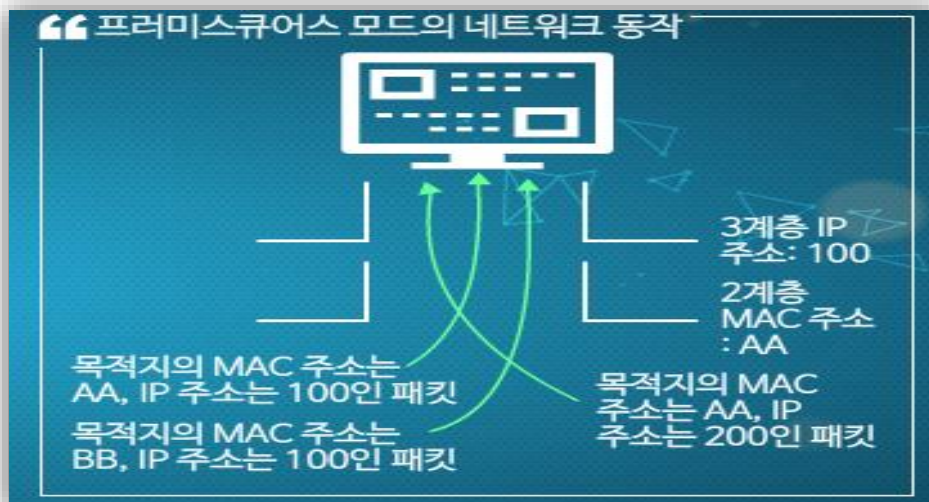 프러미스큐어스 모드의 네트워크 동작
3계층 IP
주소: 100
2계층
MAC 주소
: AA
목적지의 MAC 주소는
AA, IP 주소는 100인 패킷
목적지의 MAC 주소는
BB, IP 주소는 100인 패킷
목적지의 MAC
주소는 AA, IP
주소는 200인 패킷